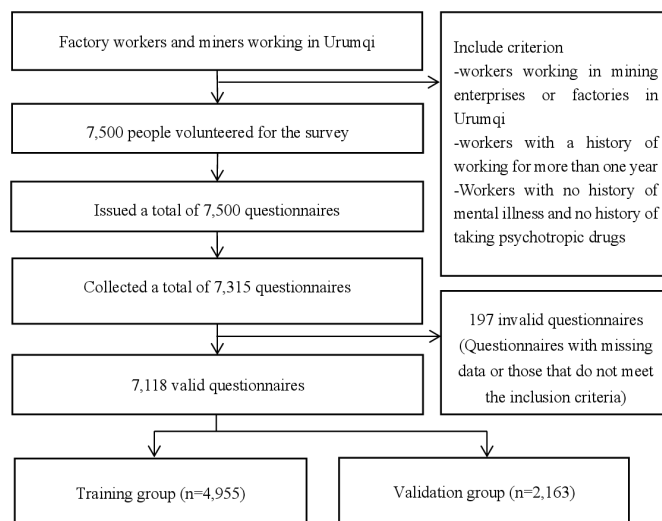 Factory workers and miners working in Urumqi
Include criterion
-workers working in mining
enterprises or factories in
Urumqi
-workers with a history of
working for more than one year
-Workers with no history of
mental illness and no history of
taking psychotropic drugs
7,500 people volunteered for the survey
Issued a total of 7,500 questionnaires
Collected a total of 7,315 questionnaires
197 invalid questionnaires
(Questionnaires with missing
data or those that do not meet
the inclusion criteria)
7,118 valid questionnaires
Training group (n=4,955)
Validation group (n=2,163)